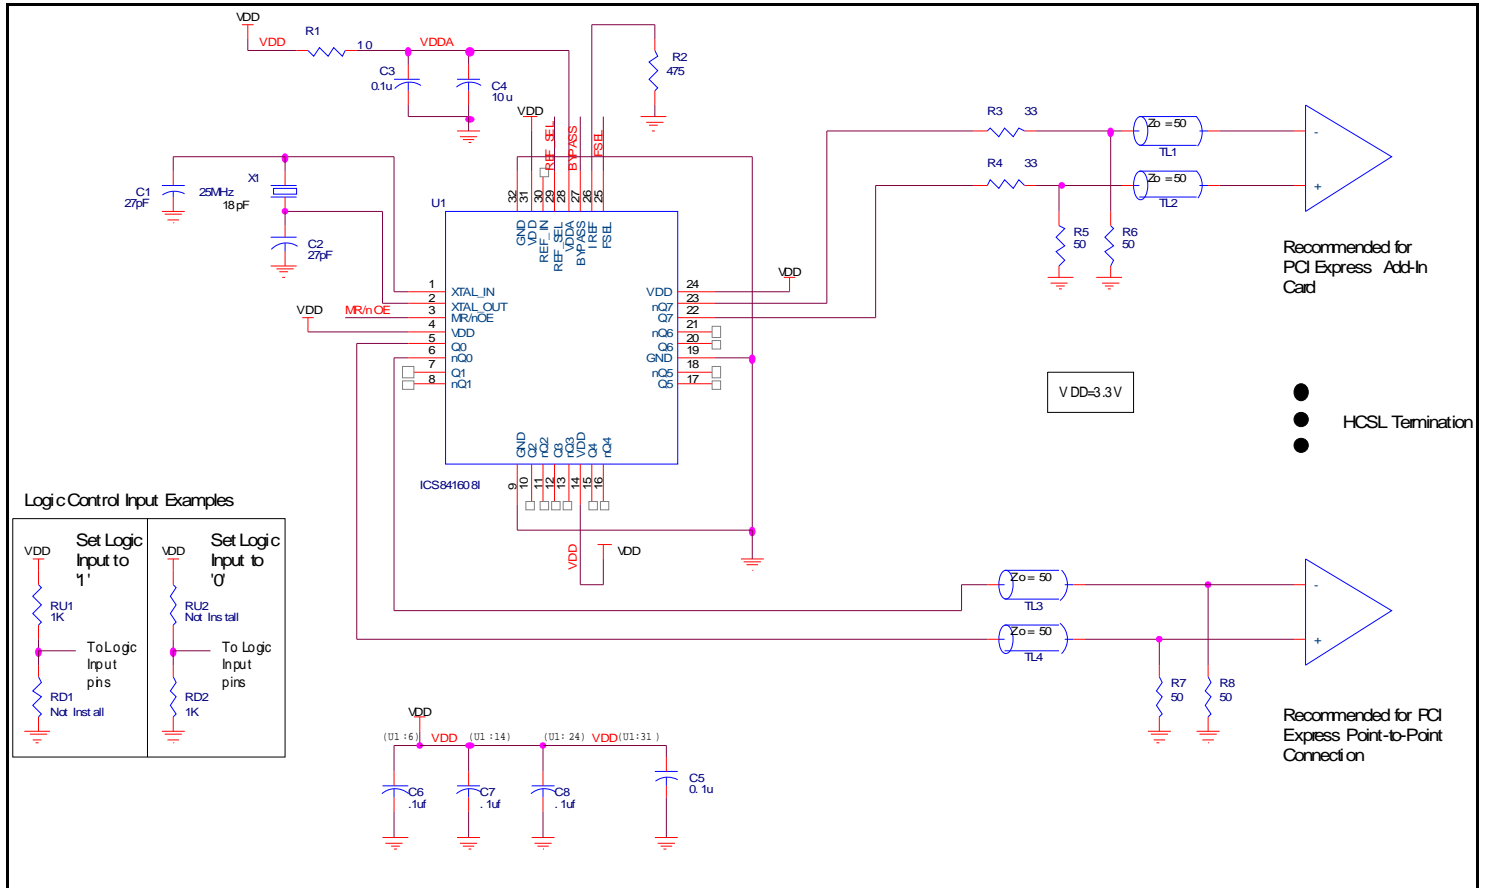 VDD
VDD
R1
10
VDDA
C3
0.1u
C4
10u
R2
475
VDD
REF_SEL
BYPASS
FSEL
C1
27pF
25MHz
X1
18pF
C2
27pF
U1
32
31
30
29
28
27
26
25
GND
VDD
REF_IN
REF_SEL
VDDA
BYPASS
IREF
FSEL
VDD
MR/nOE
1
2
3
4
5
6
7
8
XTAL_IN
XTAL_OUT
MR/nOE
VDD
Q0
nQ0
Q1
nQ1
VDD
nQ7
Q7
nQ6
Q6
GND
nQ5
Q5
24
23
22
21
20
19
18
17
VDD
GND
Q2
nQ2
Q3
nQ3
VDD
Q4
nQ4
9
10
11
12
13
14
15
16
ICS841608I
VDD
VDD
R3 33
R4 33
Zo = 50
TL1
Zo = 50
TL2
-
+
R5
50
R6
50
Recommended for
PCI Express Add-In
Card
VDD=3.3V
HCSL Termination
Logic Control Input Examples
VDD
Set Logic
Input to
'1'
RU1
1K
To Logic
Input
pins
RD1
Not Install
VDD
Set Logic
Input to
'0'
RU2
Not Install
To Logic
Input
pins
RD2
1K
Zo = 50
TL3
Zo = 50
TL4
-
+
R7
50
R8
50
Recommended for PCI
Express Point-to-Point
Connection
VDD
(U1:6) VDD (U1:14) (U1:24) VDD (U1:31)
C6
.1uf
C7
.1uf
C8
.1uf
C5
0.1u